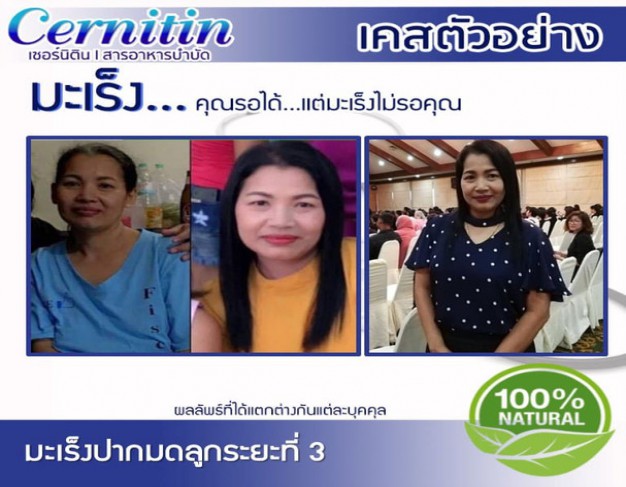 Cernitin
เซอร์นิติน | สารอาหารบำบัด
เคสตัวอย่าง
มะเร็ง... คุณรอได้...แต่มะเร็งไม่รอคุณ
Fise
ผลลัพธ์ที่ได้แตกต่างกันแต่ละบุคคล
100%
NATURAL
มะเร็งปากมดลูกระยะที่ 3